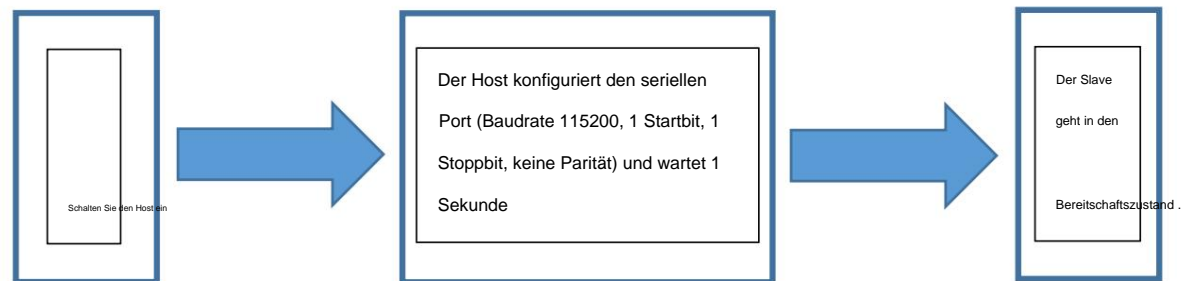 Schalten Sie den Host ein
Der Host konfiguriert den seriellen
Port (Baudrate 115200, 1 Startbit, 1
Stoppbit, keine Parität) und wartet 1
Sekunde
Der Slave
geht in den
Bereitschaftszustand .